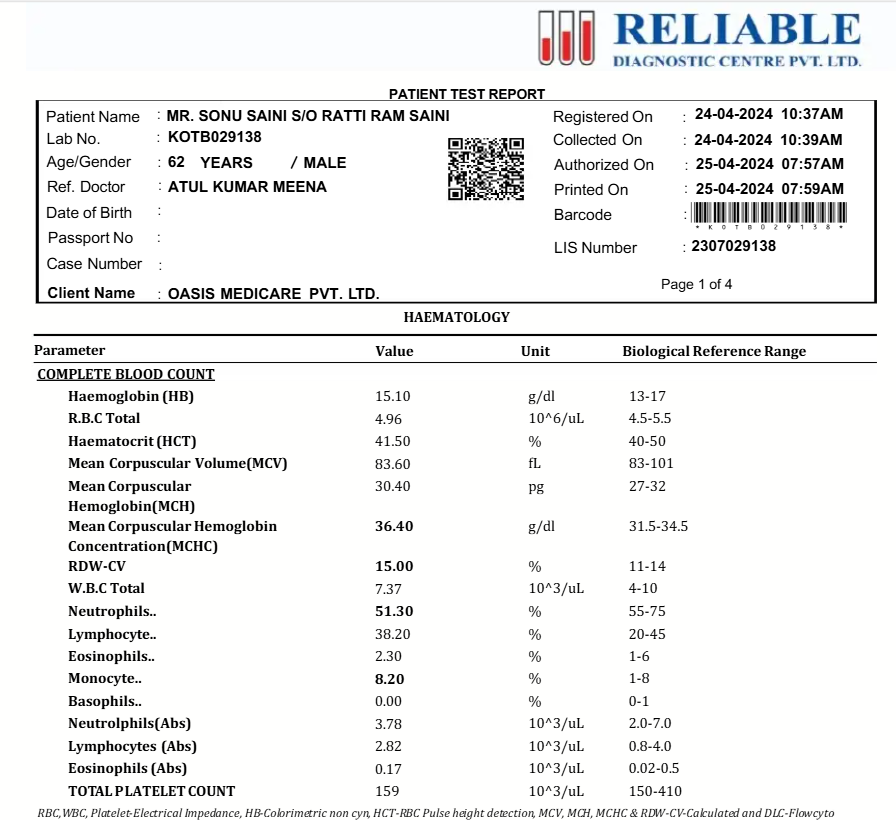 RELIABLE
DIAGNOSTIC CENTRE PVT. LTD.
PATIENT TEST REPORT
Patient Name : MR. SONU SAINI S/O RATTI RAM SAINI
Lab No. : KOTB029138
Age/Gender : 62 YEARS / MALE
Ref. Doctor : ATUL KUMAR MEENA
Date of Birth :
Passport No :
Case Number :
Client Name : OASIS MEDICARE PVT. LTD.
Registered On : 24-04-2024 10:37AM
Collected On : 24-04-2024 10:39AM
Authorized On : 25-04-2024 07:57AM
Printed On : 25-04-2024 07:59AM
Barcode :
* K O T B 0 2 9 1 3 8 *
LIS Number : 2307029138
Page 1 of 4
HAEMATOLOGY
Parameter Value Unit Biological Reference Range
COMPLETE BLOOD COUNT
Haemoglobin (HB) 15.10 g/dl 13-17
R.B.C Total 4.96 10^6/uL 4.5-5.5
Haematocrit (HCT) 41.50 % 40-50
Mean Corpuscular Volume(MCV) 83.60 fL 83-101
Mean Corpuscular 30.40 pg 27-32
Hemoglobin(MCH)
Mean Corpuscular Hemoglobin 36.40 g/dl 31.5-34.5
Concentration(MCHC)
RDW-CV 15.00 % 11-14
W.B.C Total 7.37 10^3/uL 4-10
Neutrophils.. 51.30 % 55-75
Lymphocyte.. 38.20 % 20-45
Eosinophils.. 2.30 % 1-6
Monocyte.. 8.20 % 1-8
Basophils.. 0.00 % 0-1
Neutrolphils(Abs) 3.78 10^3/uL 2.0-7.0
Lymphocytes (Abs) 2.82 10^3/uL 0.8-4.0
Eosinophils (Abs) 0.17 10^3/uL 0.02-0.5
TOTAL PLATELET COUNT 159 10^3/uL 150-410
RBC,WBC, Platelet-Electrical Impedance, HB-Colorimetric non cyn, HCT-RBC Pulse height detection, MCV, MCH, MCHC & RDW-CV-Calculated and DLC-Flowcyto